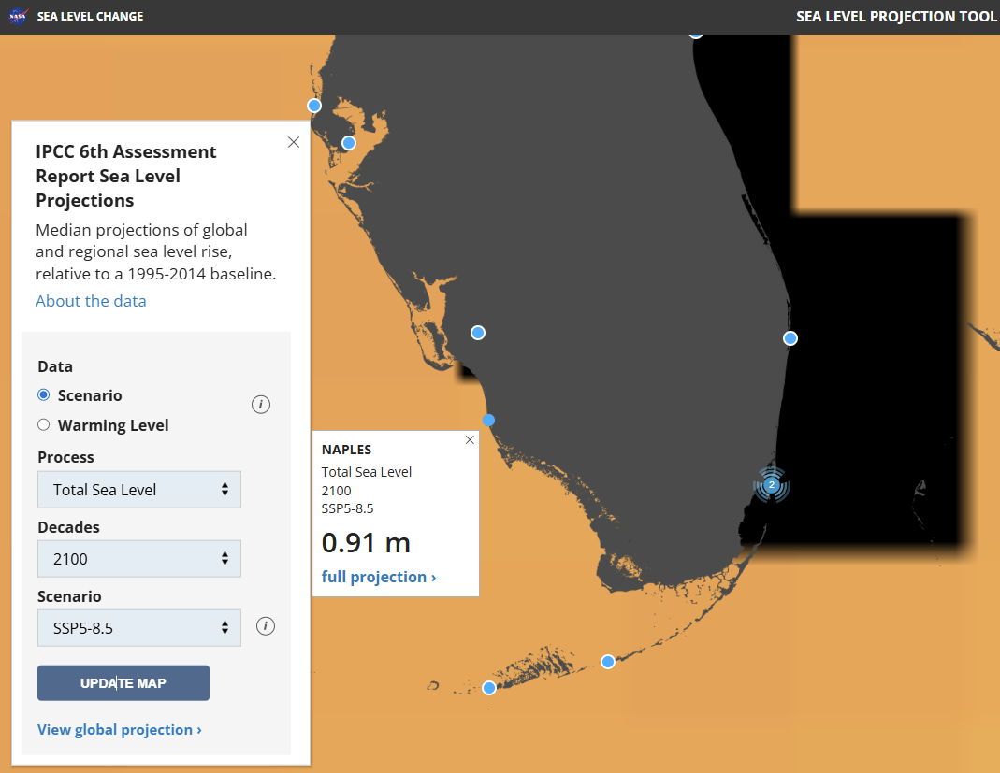 NASA
SEA LEVEL CHANGE
SEA LEVEL PROJECTION TOOL
IPCC 6th Assessment
Report Sea Level
Projections
Median projections of global
and regional sea level rise,
relative to a 1995-2014 baseline.
About the data
Data
Scenario
i
Warming Level
Process
Total Sea Level
Decades
2100
Scenario
SSP5-8.5
i
UPDATE MAP
View global projection ›
NAPLES
Total Sea Level
2100
SSP5-8.5
0.91 m
full projection ›
2